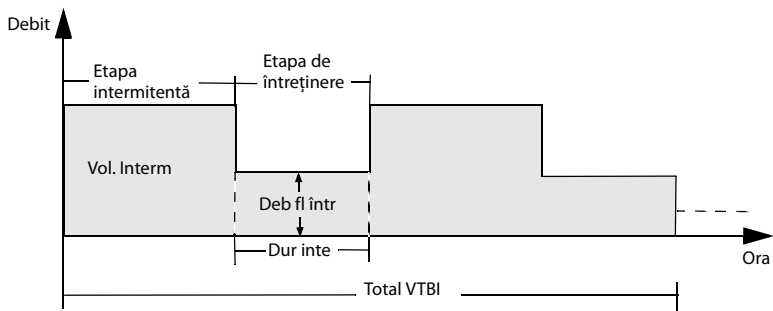 Debit
Etapa
intermitentă
Etapa de
întreținere
Vol. Interm
Deb fl într
Dur inte
Ora
Total VTBI